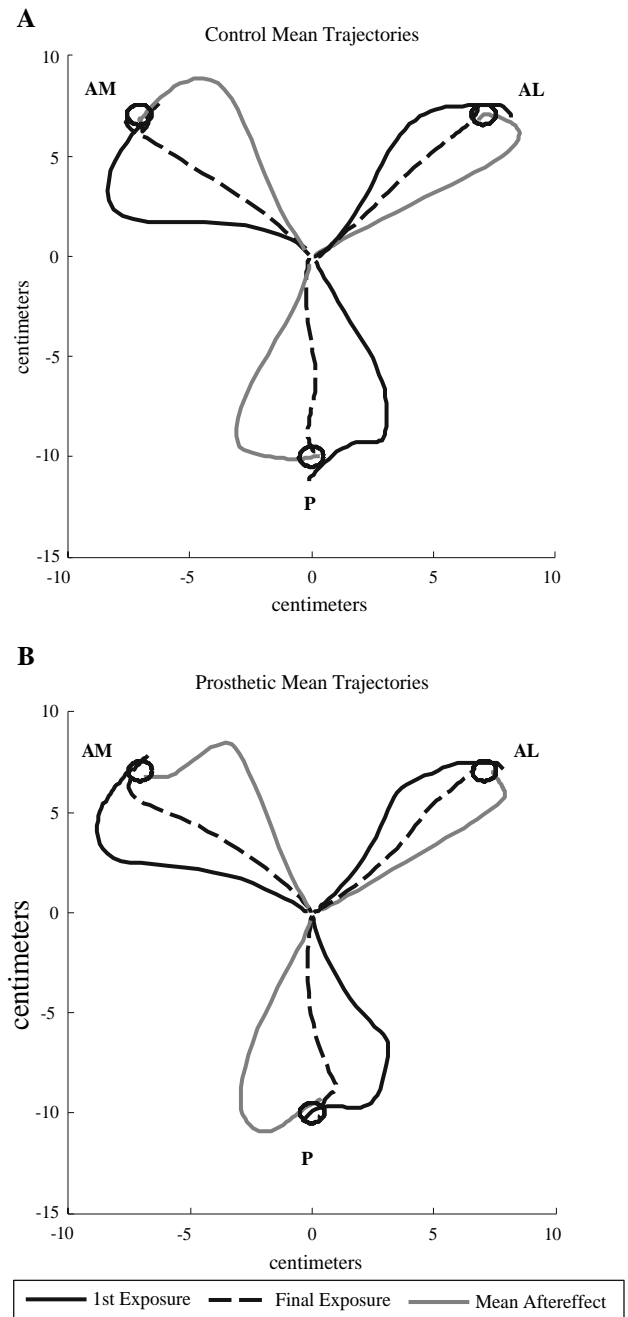 A
Control Mean Trajectories
10
AM
AL
5
0
centimeters
-5
-10
P
-15
-10
-5
0
5
10
centimeters
B
Prosthetic Mean Trajectories
10
AM
AL
5
0
centimeters
-5
-10
P
-15
-10
-5
0
5
10
centimeters
1st Exposure
Final Exposure
Mean Aftereffect